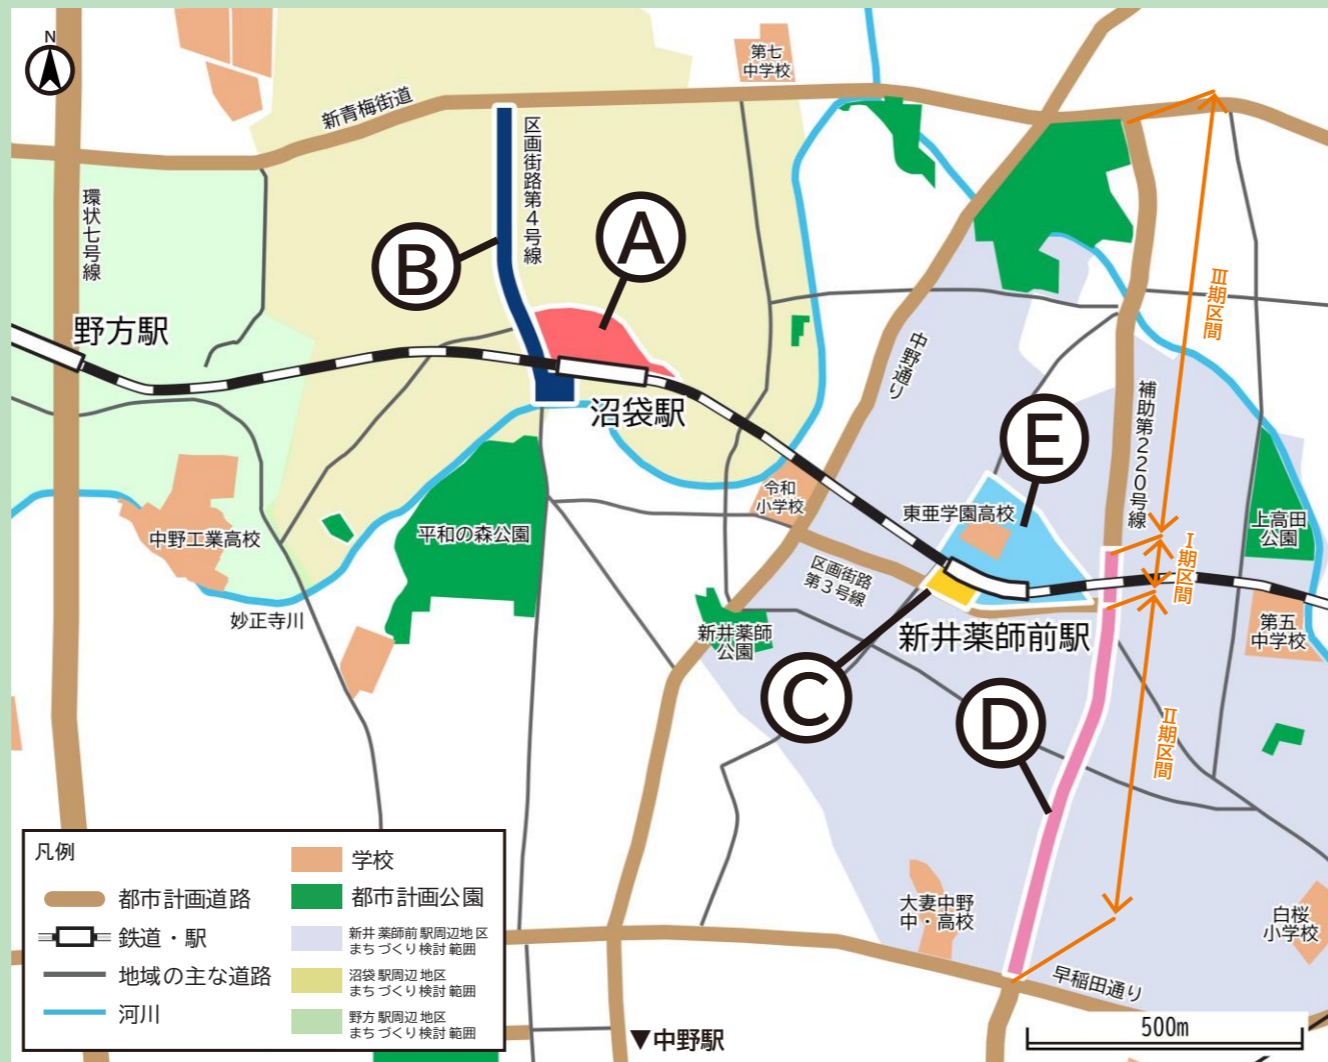 N
新青梅街道
第七
中学校
区画街路第4号線
環状七号線
A
B
野方駅
沼袋駅
中野通り
Ⅲ期区間
補助第220号線
E
令和
小学校
東亜学園高校
上高田
公園
中野工業高校
平和の森公園
Ⅰ期区間
区画街路
第3号線
妙正寺川
新井薬師
公園
新井薬師前駅
第五
中学校
C
D
Ⅱ期区間
大妻中野
中・高校
白桜
小学校
早稲田通り
▼中野駅
500m
凡例
都市計画道路
鉄道・駅
地域の主な道路
河川
学校
都市計画公園
新井薬師前駅周辺地区
まちづくり検討範囲
沼袋駅周辺地区
まちづくり検討範囲
野方駅周辺地区
まちづくり検討範囲